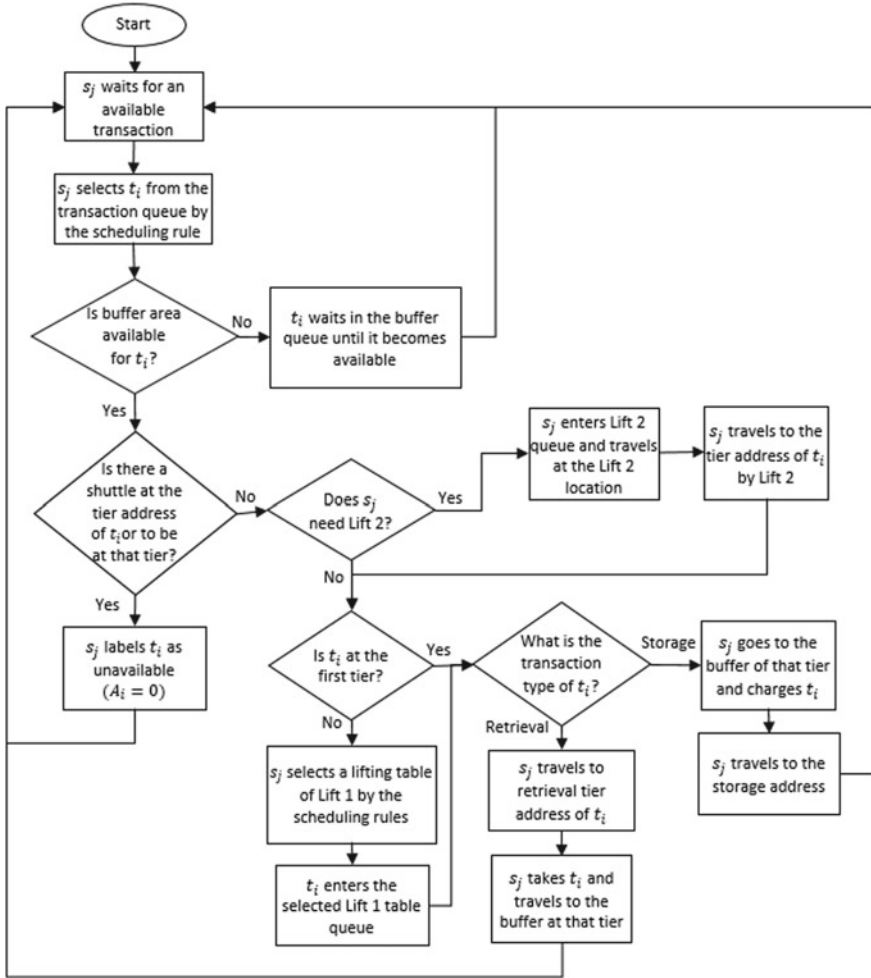 Start
s_j waits for an
available
transaction
s_j selects t_i from the
transaction queue by
the scheduling rule
Is buffer area
available
for t_i?
No
t_i waits in the buffer
queue until it becomes
available
Yes
Is there a
shuttle at the
tier address
of t_i or to be
at that tier?
No
Does s_j
need Lift 2?
Yes
s_j enters Lift 2
queue and travels
at the Lift 2
location
s_j travels to the
tier address of t_i
by Lift 2
No
Yes
s_j labels t_i as
unavailable
(A_i = 0)
Is t_i at the
first tier?
Yes
What is the
transaction
type of t_i?
Storage
s_j goes to the
buffer of that tier
and charges t_i
No
Retrieval
s_j selects a lifting table
of Lift 1 by the
scheduling rules
s_j travels to
retrieval tier
address of t_i
s_j travels to the
storage address
t_i enters the
selected Lift 1 table
queue
s_j takes t_i and
travels to the
buffer at that tier